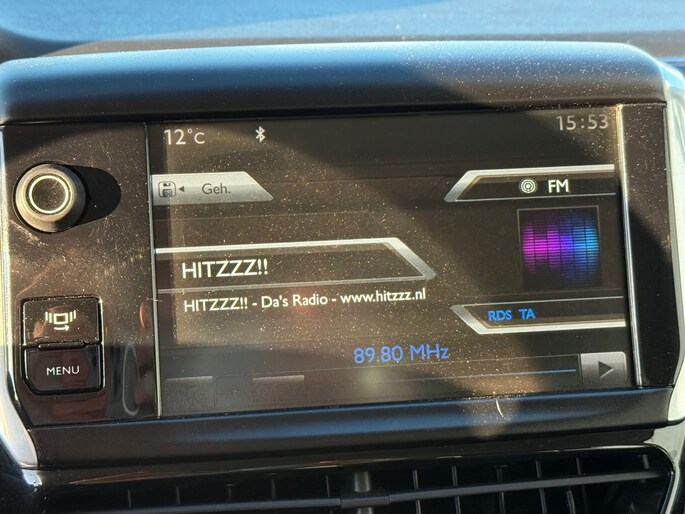 12°C
15:53
Geh.
FM
HITZZZ!!
HITZZZ!! - Da's Radio - www.hitzzz.nl
RDS TA
89.80 MHz
MENU